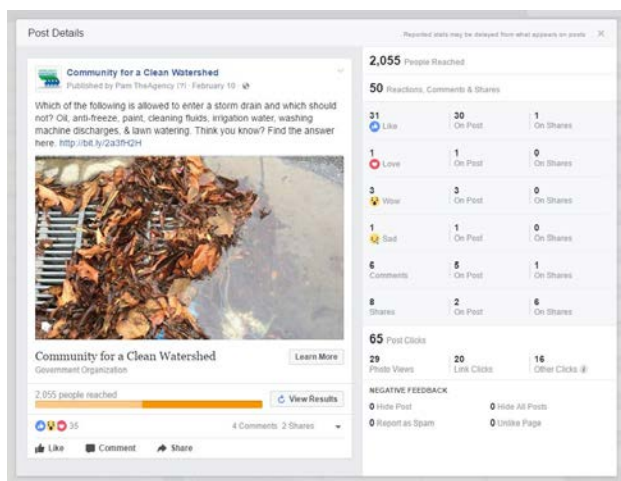 Post Details
Reported stats may be delayed from what appears on posts
Community for a Clean Watershed
Published by Pam TheAgency [?] · February 10 ·
Which of the following is allowed to enter a storm drain and which should
not? Oil, anti-freeze, paint, cleaning fluids, irrigation water, washing
machine discharges, & lawn watering. Think you know? Find the answer
here. http://bit.ly/2a3fH2H
Community for a Clean Watershed
Government Organization
Learn More
2,055 people reached
View Results
35
4 Comments 2 Shares
Like Comment Share
2,055 People Reached
50 Reactions, Comments & Shares
31 30 1
Like On Post On Shares
1 1 0
Love On Post On Shares
3 3 0
Wow On Post On Shares
1 1 0
Sad On Post On Shares
6 5 1
Comments On Post On Shares
8 2 6
Shares On Post On Shares
65 Post Clicks
29 20 16
Photo Views Link Clicks Other Clicks
NEGATIVE FEEDBACK
0 Hide Post 0 Hide All Posts
0 Report as Spam 0 Unlike Page